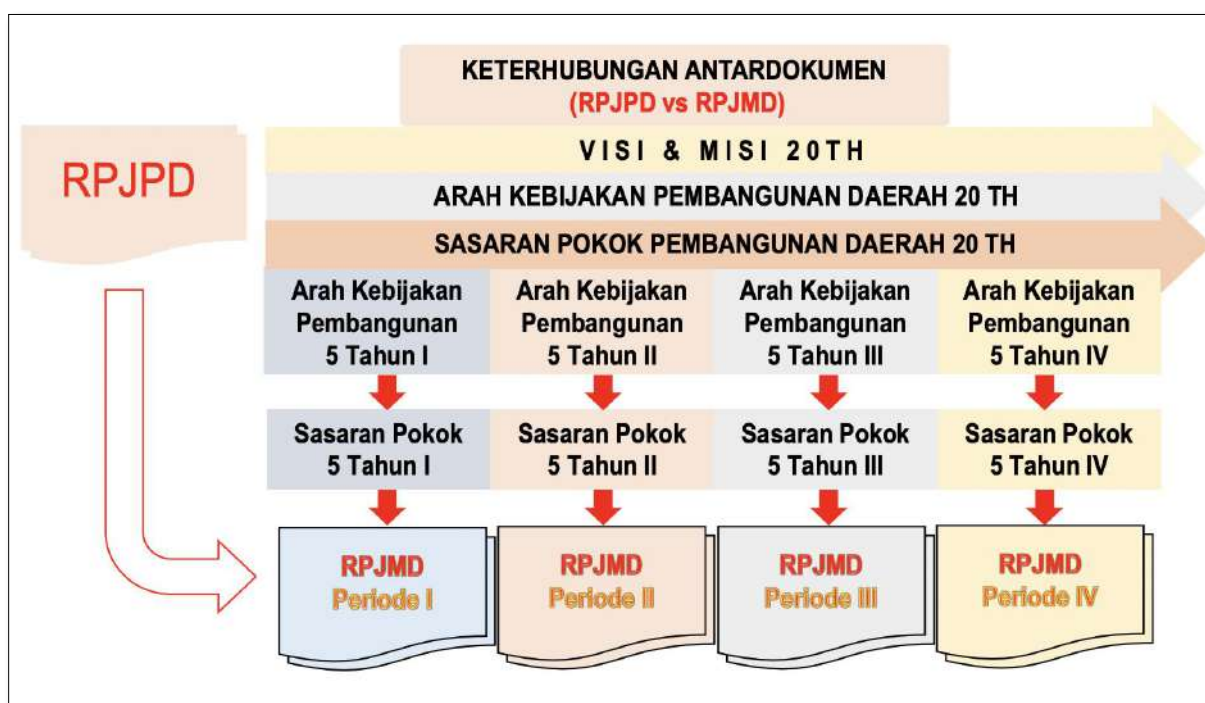 KETERHUBUNGAN ANTARDOKUMEN
(RPJPD vs RPJMD)
RPJPD
VISI & MISI 20TH
ARAH KEBIJAKAN PEMBANGUNAN DAERAH 20 TH
SASARAN POKOK PEMBANGUNAN DAERAH 20 TH
Arah Kebijakan
Pembangunan
5 Tahun I
Arah Kebijakan
Pembangunan
5 Tahun II
Arah Kebijakan
Pembangunan
5 Tahun III
Arah Kebijakan
Pembangunan
5 Tahun IV
Sasaran Pokok
5 Tahun I
Sasaran Pokok
5 Tahun II
Sasaran Pokok
5 Tahun III
Sasaran Pokok
5 Tahun IV
RPJMD
Periode I
RPJMD
Periode II
RPJMD
Periode III
RPJMD
Periode IV